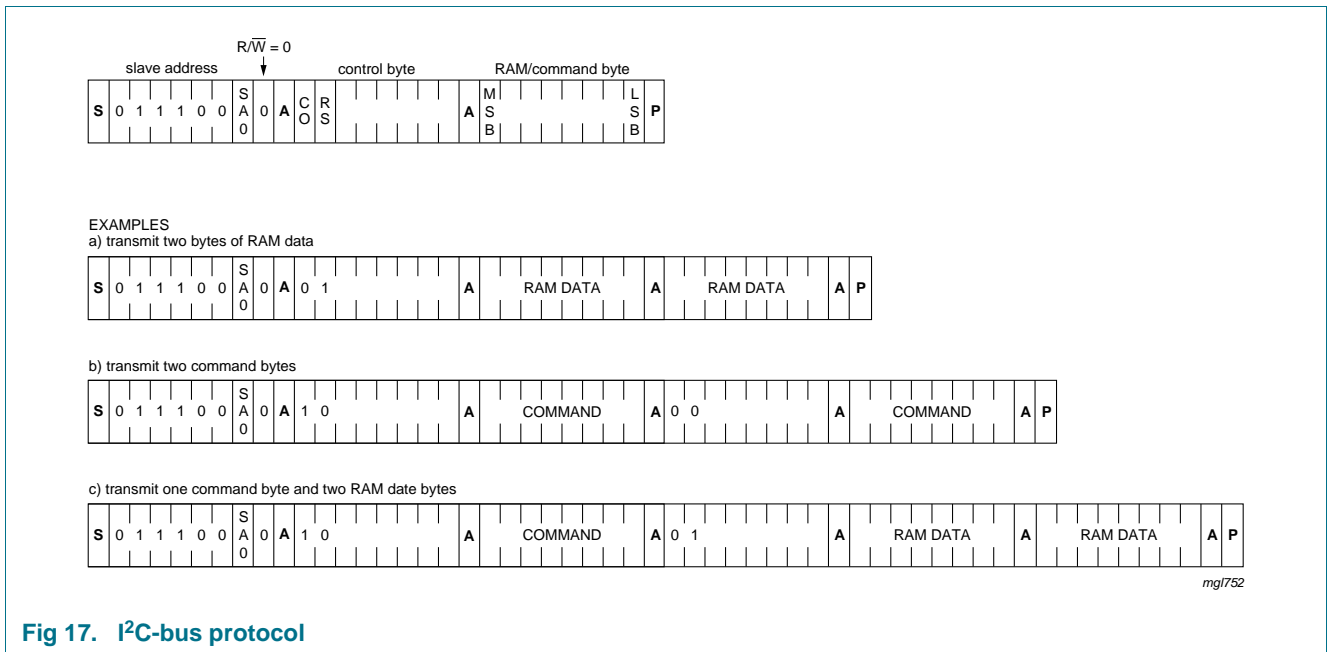 R/W̅ = 0
slave address control byte RAM/command byte
S 0 1 1 1 0 0 SA0 0 A CO RS A MSB LSB P
EXAMPLES
a) transmit two bytes of RAM data
S 0 1 1 1 0 0 SA0 0 A 0 1 A RAM DATA A RAM DATA A P
b) transmit two command bytes
S 0 1 1 1 0 0 SA0 0 A 1 0 A COMMAND A 0 0 A COMMAND A P
c) transmit one command byte and two RAM date bytes
S 0 1 1 1 0 0 SA0 0 A 1 0 A COMMAND A 0 1 A RAM DATA A RAM DATA A P
mgl752
Fig 17. I²C-bus protocol